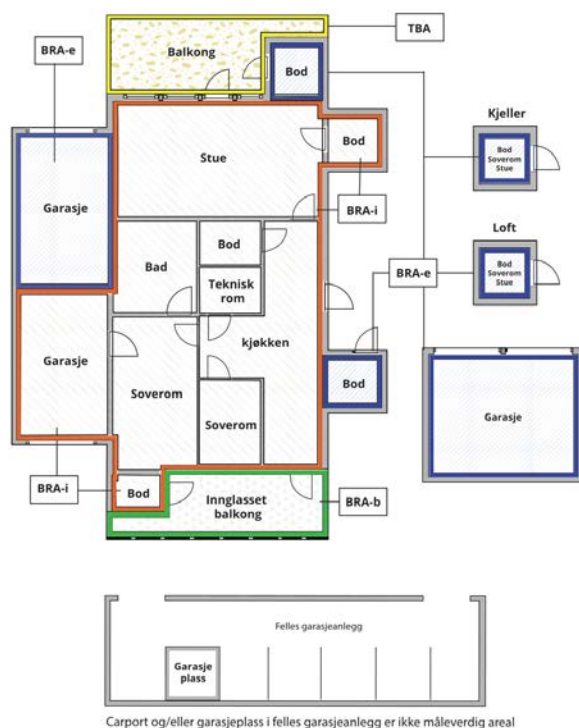 TBA
BRA-e
Balkong
Bod
Kjeller
Bod
Soverom
Stue
Stue
Bod
BRA-i
Garasje
Bad
Bod
Teknisk
rom
Loft
Bod
Soverom
Stue
BRA-e
Garasje
kjøkken
Soverom
Soverom
Bod
Garasje
BRA-i
Bod
Innglasset
balkong
BRA-b
Felles garasjeanlegg
Garasje
plass
Carport og/eller garasjeplass i felles garasjeanlegg er ikke måleverdig areal